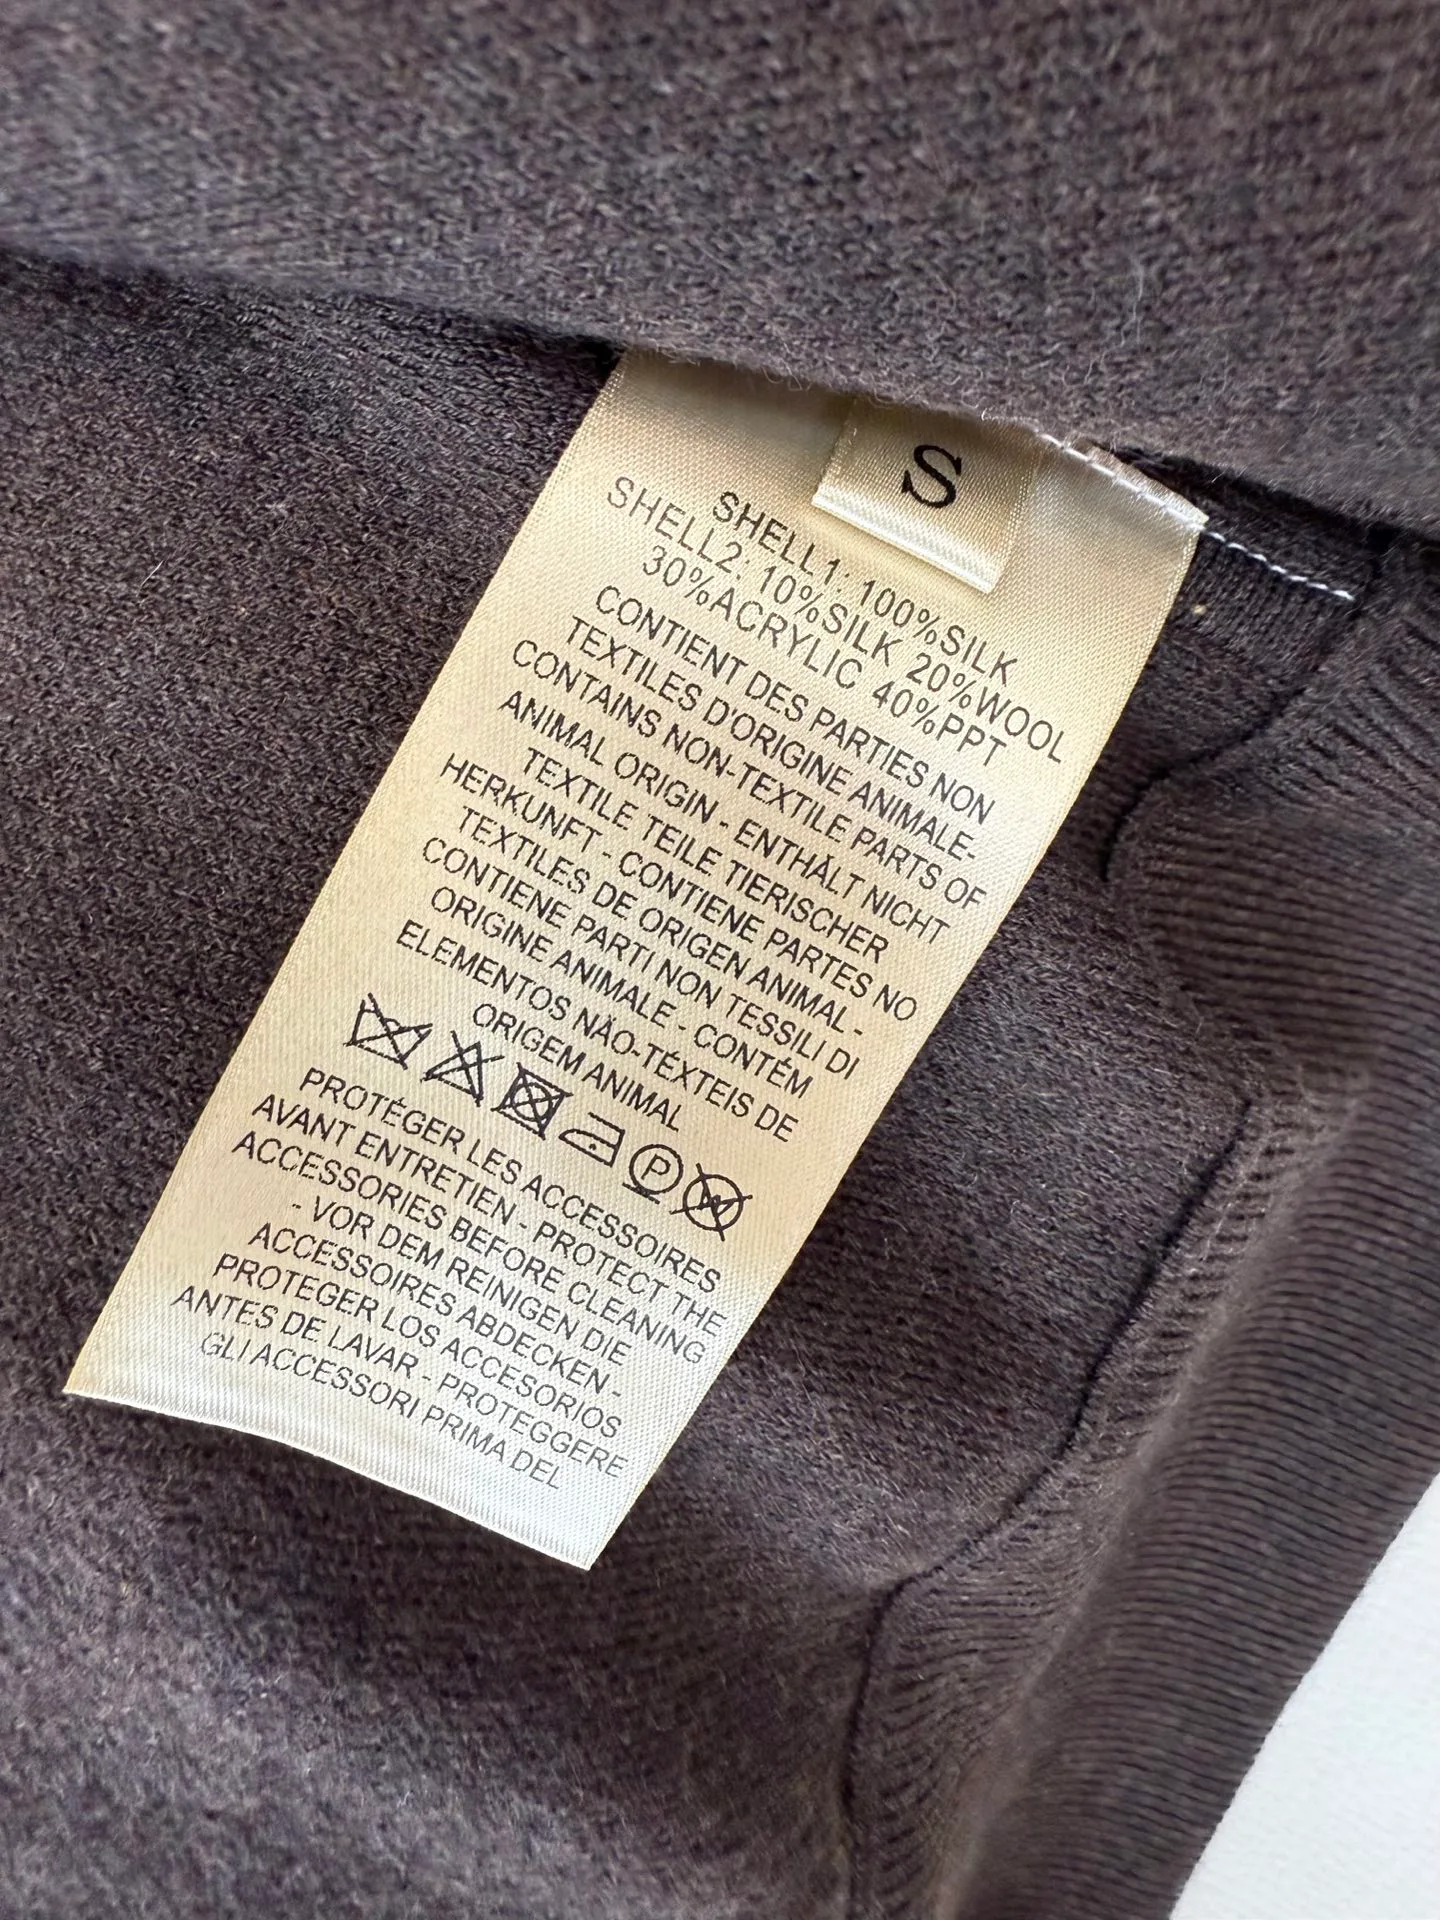 S
SHELL1: 100%SILK
SHELL2: 10%SILK 20%WOOL
30%ACRYLIC 40%PPT
CONTIENT DES PARTIES NON
TEXTILES D'ORIGINE ANIMALE-
CONTAINS NON-TEXTILE PARTS OF
ANIMAL ORIGIN - ENTHÄLT NICHT
TEXTILE TEILE TIERISCHER
HERKUNFT - CONTIENE PARTES NO
TEXTILES DE ORIGEN ANIMAL -
CONTIENE PARTI NON TESSILI DI
ORIGINE ANIMALE - CONTÉM
ELEMENTOS NÃO-TÉXTEIS DE
ORIGEM ANIMAL
P W
PROTÉGER LES ACCESSOIRES
AVANT ENTRETIEN - PROTECT THE
ACCESSORIES BEFORE CLEANING
- VOR DEM REINIGEN DIE
ACCESSOIRES ABDECKEN -
PROTEGER LOS ACCESORIOS
ANTES DE LAVAR - PROTEGGERE
GLI ACCESSORI PRIMA DEL